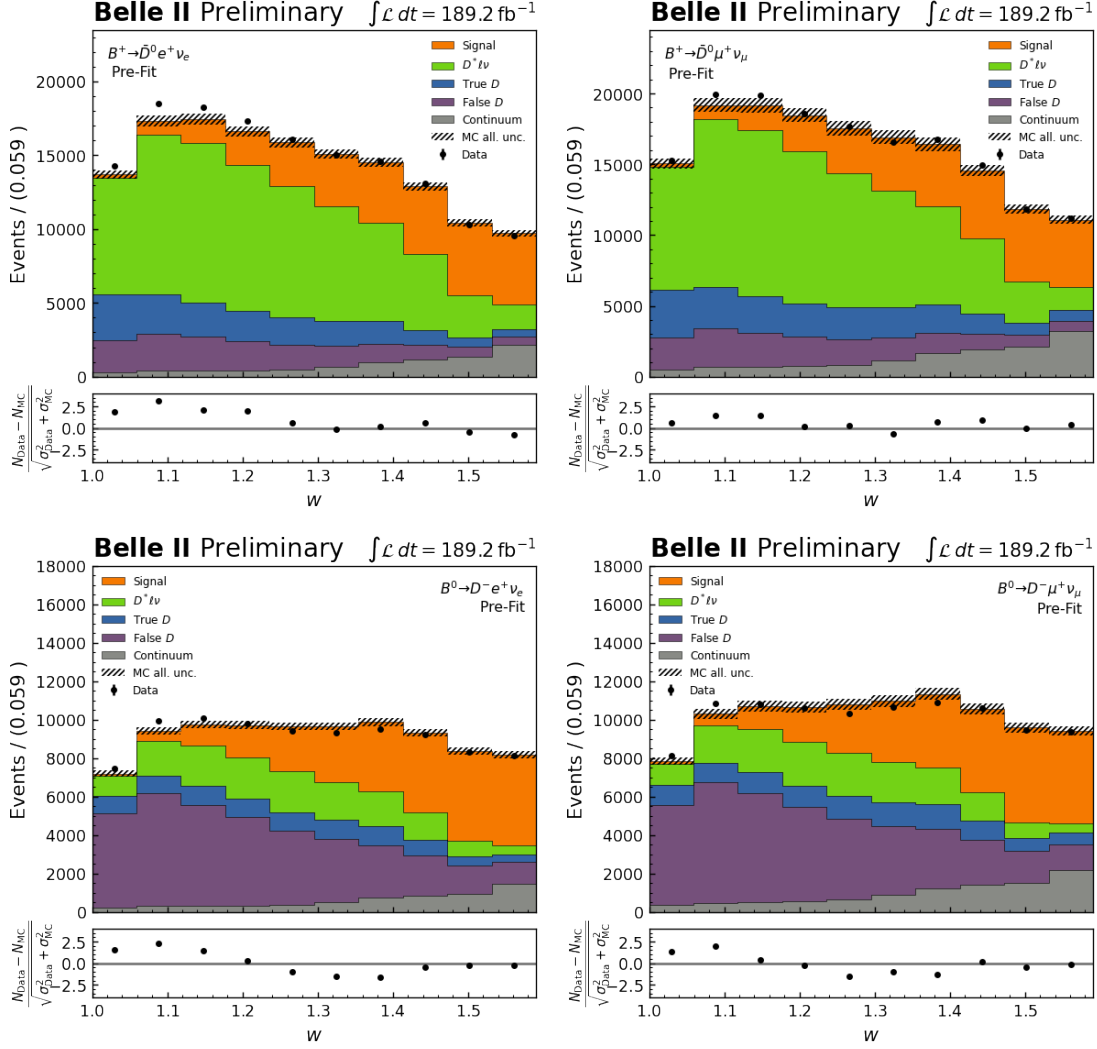 Belle II Preliminary ∫ℒ dt = 189.2 fb⁻¹
B⁺→D̄⁰e⁺νₑ
Pre-Fit
Signal
D*ℓν
True D
False D
Continuum
MC all. unc.
Data
Events / (0.059 )
20000
15000
10000
5000
0
(N_Data − N_MC) / √(σ²_Data + σ²_MC)
2.5
0.0
−2.5
1.0 1.1 1.2 1.3 1.4 1.5
w
Belle II Preliminary ∫ℒ dt = 189.2 fb⁻¹
B⁺→D̄⁰μ⁺ν_μ
Pre-Fit
Signal
D*ℓν
True D
False D
Continuum
MC all. unc.
Data
Events / (0.059 )
20000
15000
10000
5000
0
(N_Data − N_MC) / √(σ²_Data + σ²_MC)
2.5
0.0
−2.5
1.0 1.1 1.2 1.3 1.4 1.5
w
Belle II Preliminary ∫ℒ dt = 189.2 fb⁻¹
B⁰→D⁻e⁺νₑ
Pre-Fit
Signal
D*ℓν
True D
False D
Continuum
MC all. unc.
Data
Events / (0.059 )
18000
16000
14000
12000
10000
8000
6000
4000
2000
0
(N_Data − N_MC) / √(σ²_Data + σ²_MC)
2.5
0.0
−2.5
1.0 1.1 1.2 1.3 1.4 1.5
w
Belle II Preliminary ∫ℒ dt = 189.2 fb⁻¹
B⁰→D⁻μ⁺ν_μ
Pre-Fit
Signal
D*ℓν
True D
False D
Continuum
MC all. unc.
Data
Events / (0.059 )
18000
16000
14000
12000
10000
8000
6000
4000
2000
0
(N_Data − N_MC) / √(σ²_Data + σ²_MC)
2.5
0.0
−2.5
1.0 1.1 1.2 1.3 1.4 1.5
w